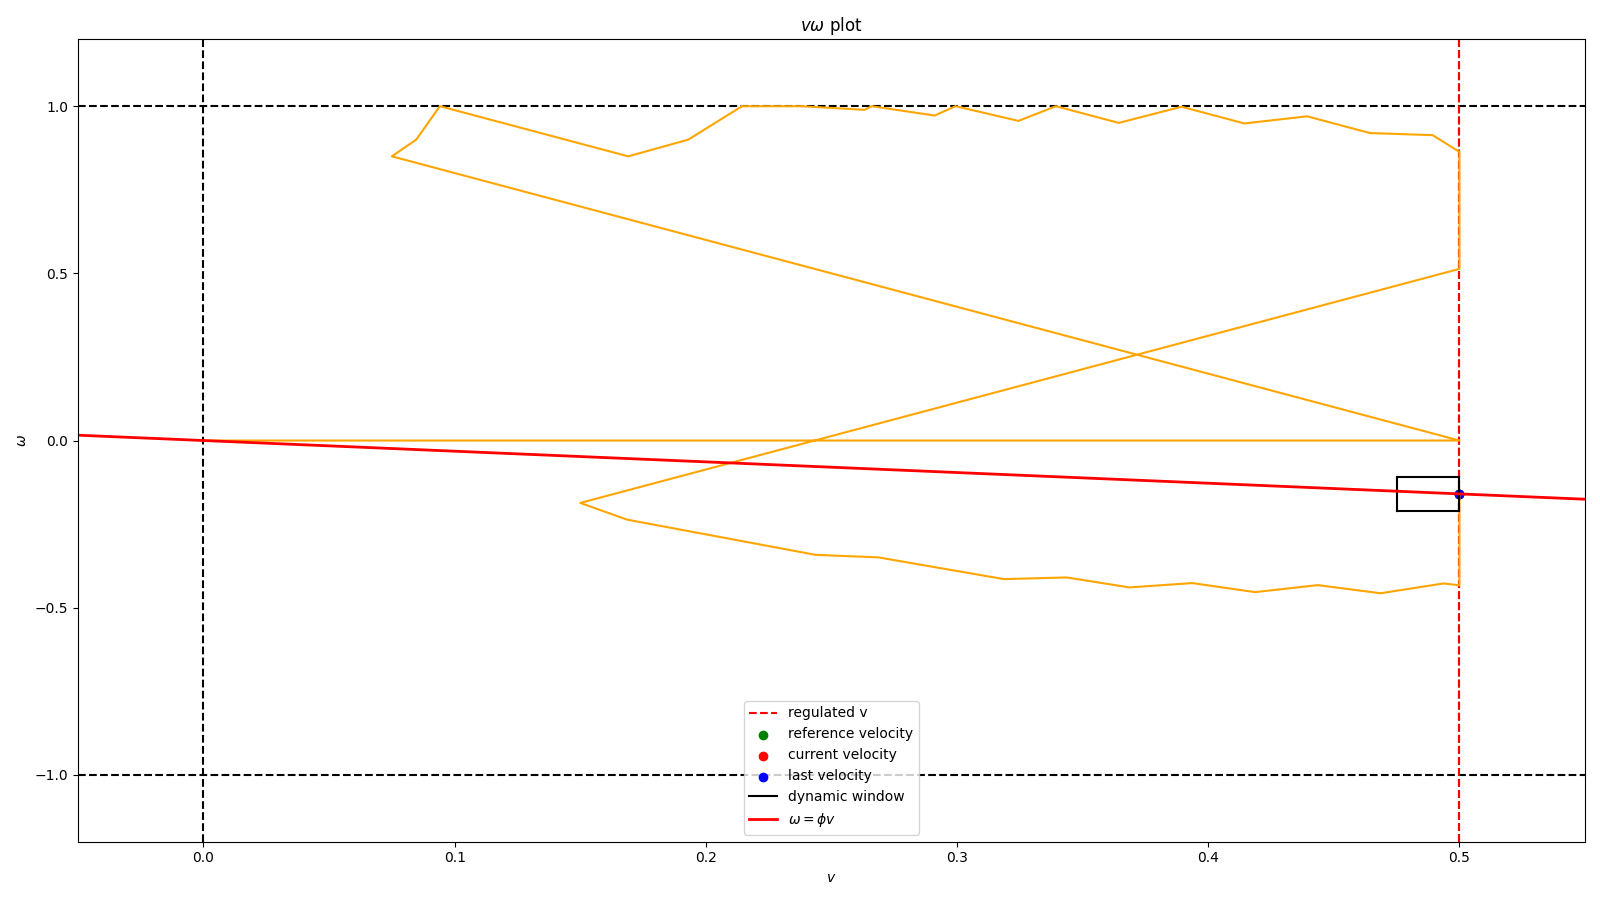 vω plot
1.0
0.5
0.0
−0.5
−1.0
ω
0.0 0.1 0.2 0.3 0.4 0.5
v
regulated v
reference velocity
current velocity
last velocity
dynamic window
ω = ϕv